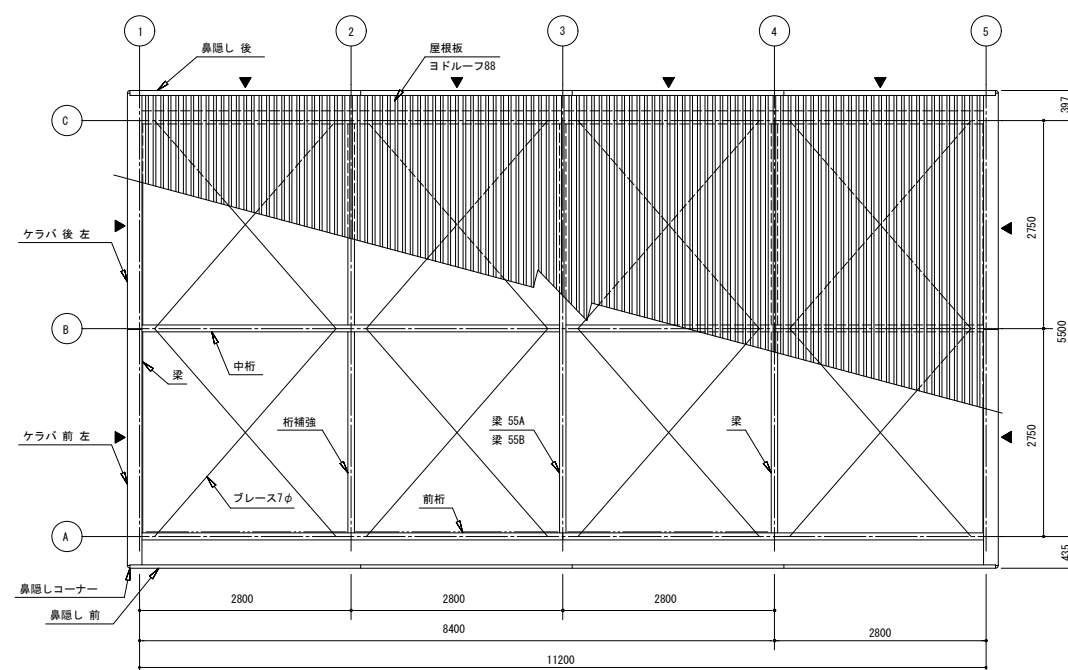 1
2
3
4
5
鼻隠し 後
屋根板
ヨドルーフ88
C
397
ケラバ 後 左
2750
B
5500
中桁
梁
桁補強
梁 55A
梁 55B
梁
2750
ケラバ 前 左
ブレース7φ
前桁
A
435
鼻隠しコーナー
鼻隠し 前
2800
2800
2800
8400
2800
11200